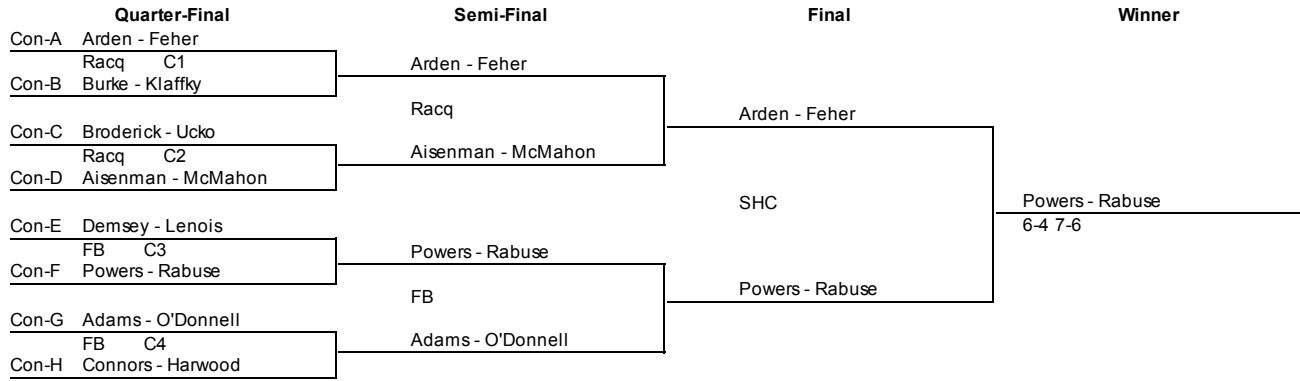 Quarter-Final Semi-Final Final Winner
Con-A Arden - Feher
Racq C1
Con-B Burke - Klaffky
Con-C Broderick - Ucko
Racq C2
Con-D Aisenman - McMahon
Con-E Demsey - Lenois
FB C3
Con-F Powers - Rabuse
Con-G Adams - O'Donnell
FB C4
Con-H Connors - Harwood
Arden - Feher
Racq
Aisenman - McMahon
Powers - Rabuse
FB
Adams - O'Donnell
Arden - Feher
SHC
Powers - Rabuse
Powers - Rabuse
6-4 7-6